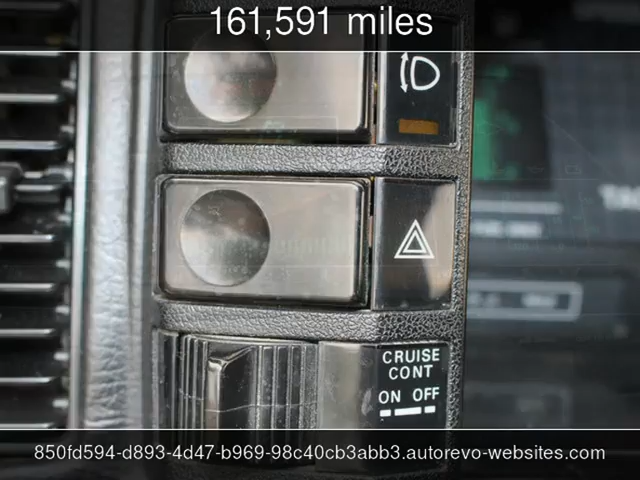 161,591 miles
CRUISE
CONT
ON OFF
850fd594-d893-4d47-b969-98c40cb3abb3.autorevo-websites.com